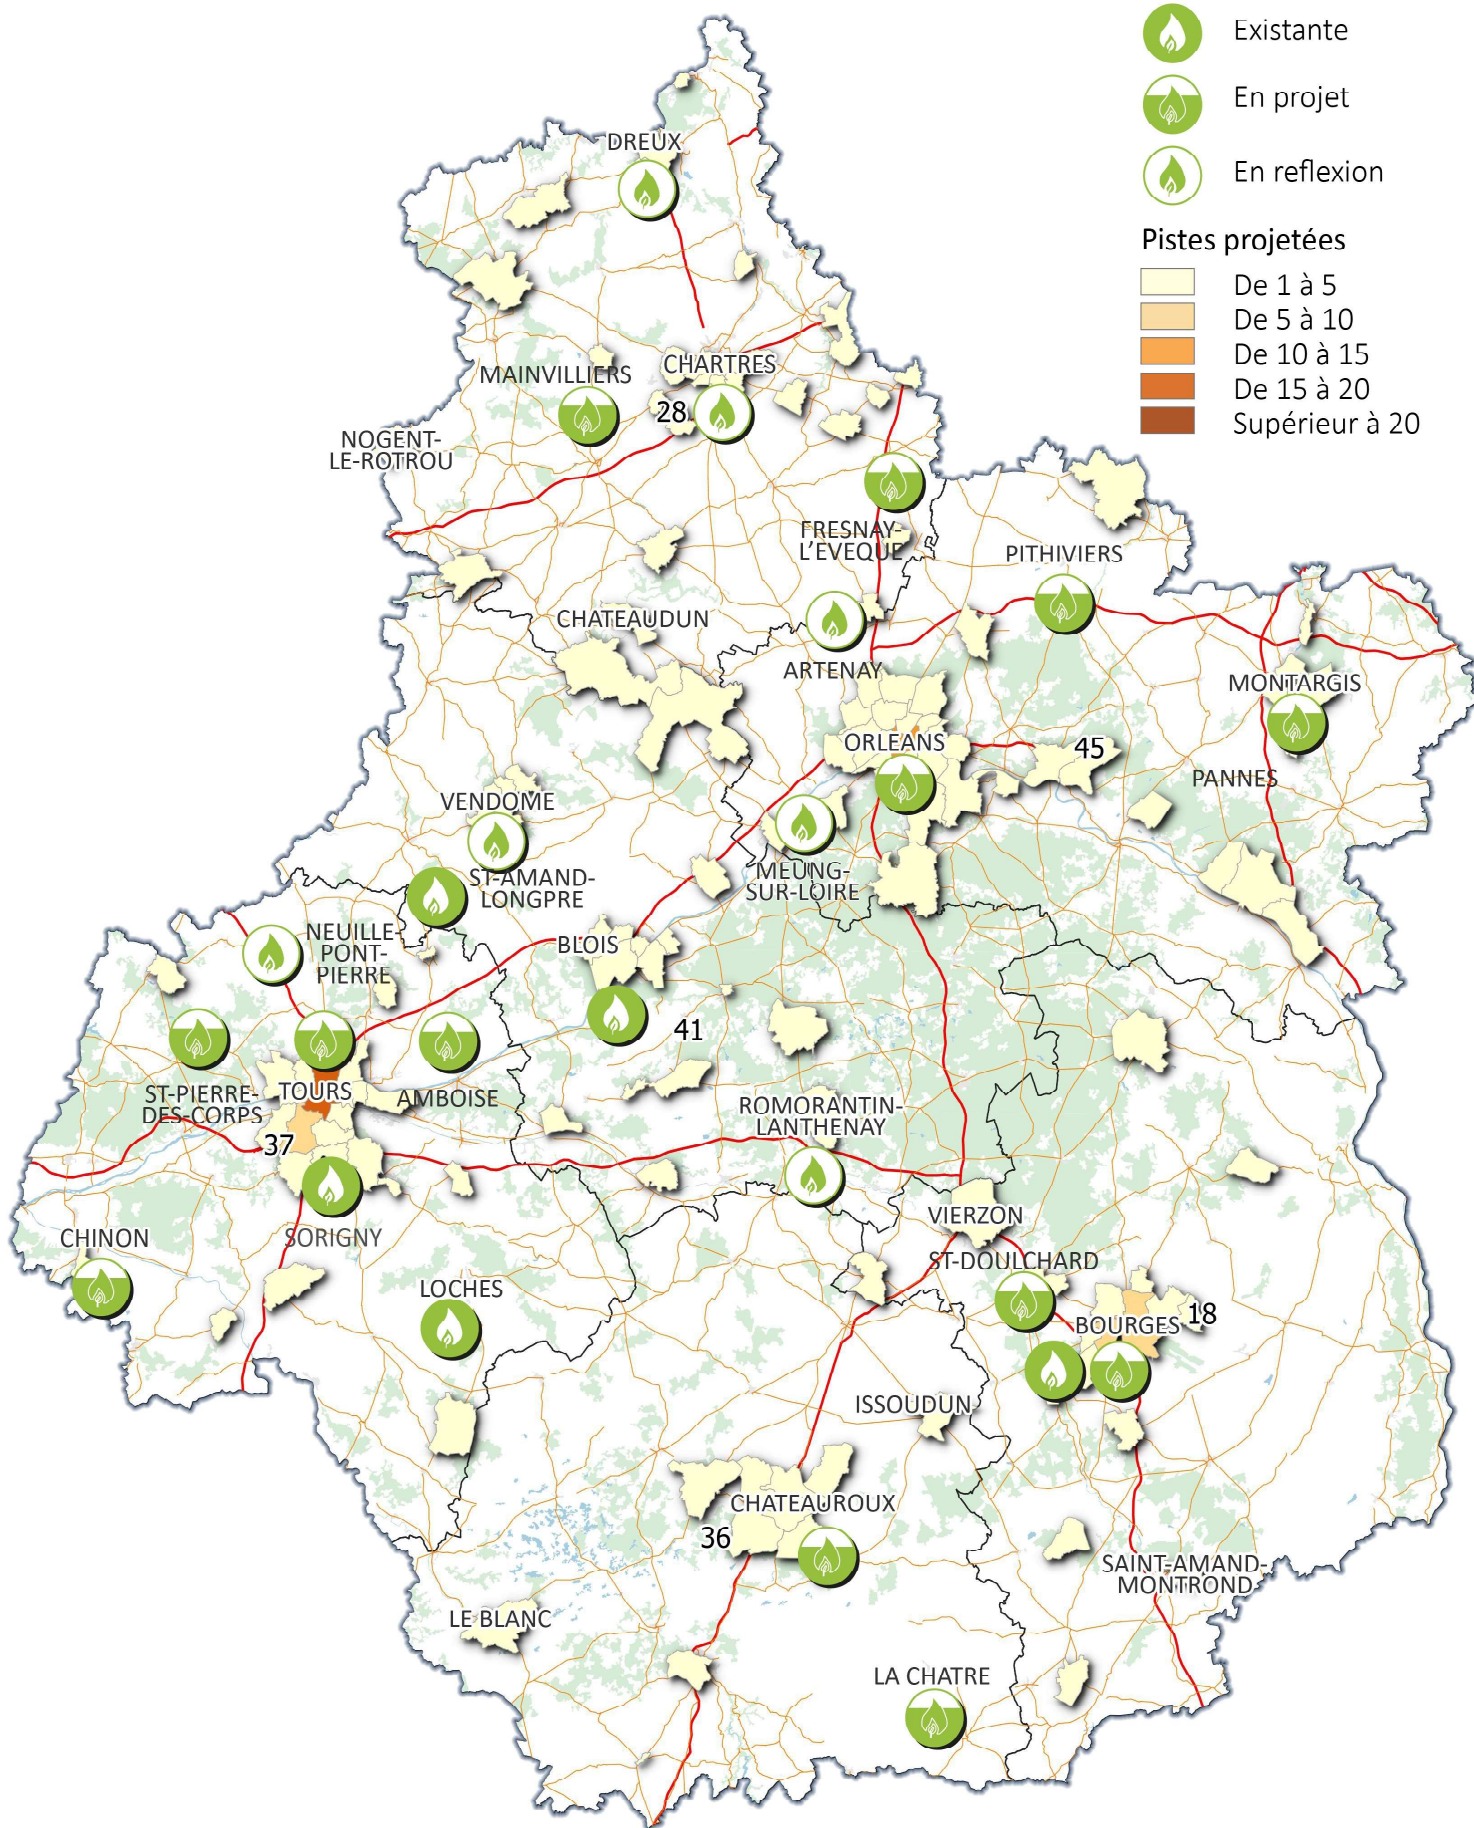 Existante
En projet
En reflexion
Pistes projetées
De 1 à 5
De 5 à 10
De 10 à 15
De 15 à 20
Supérieur à 20
DREUX
CHARTRES
MAINVILLIERS
28
NOGENT-
LE-ROTROU
FRESNAY-
L'EVEQUE
PITHIVIERS
CHATEAUDUN
ARTENAY
MONTARGIS
ORLEANS
45
PANNES
VENDOME
MEUNG-
SUR-LOIRE
ST-AMAND-
LONGPRE
NEUILLE-
PONT-
PIERRE
BLOIS
41
ST-PIERRE-
DES-CORPS
TOURS
AMBOISE
ROMORANTIN-
LANTHENAY
37
VIERZON
CHINON
SORIGNY
ST-DOULCHARD
LOCHES
18
BOURGES
ISSOUDUN
CHATEAUROUX
36
SAINT-AMAND-
MONTROND
LE BLANC
LA CHATRE